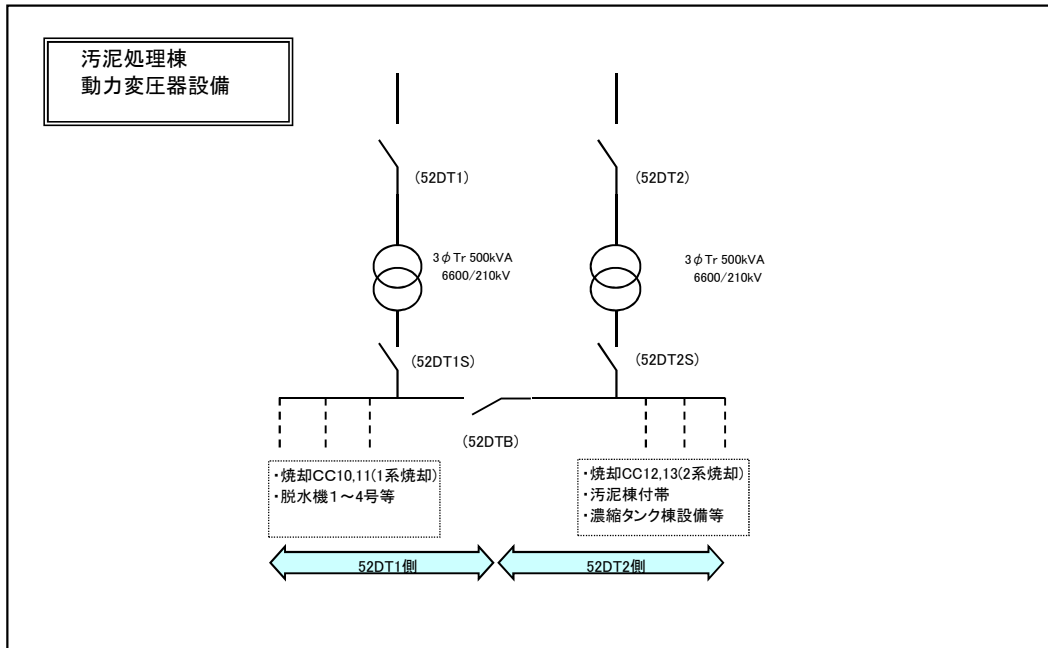 汚泥処理棟
動力変圧器設備
(52DT1)
(52DT2)
3φTr 500kVA
6600/210kV
3φTr 500kVA
6600/210kV
(52DT1S)
(52DT2S)
(52DTB)
・焼却CC10,11(1系焼却)
・脱水機1～4号等
・焼却CC12,13(2系焼却)
・汚泥棟付帯
・濃縮タンク棟設備等
52DT1側
52DT2側